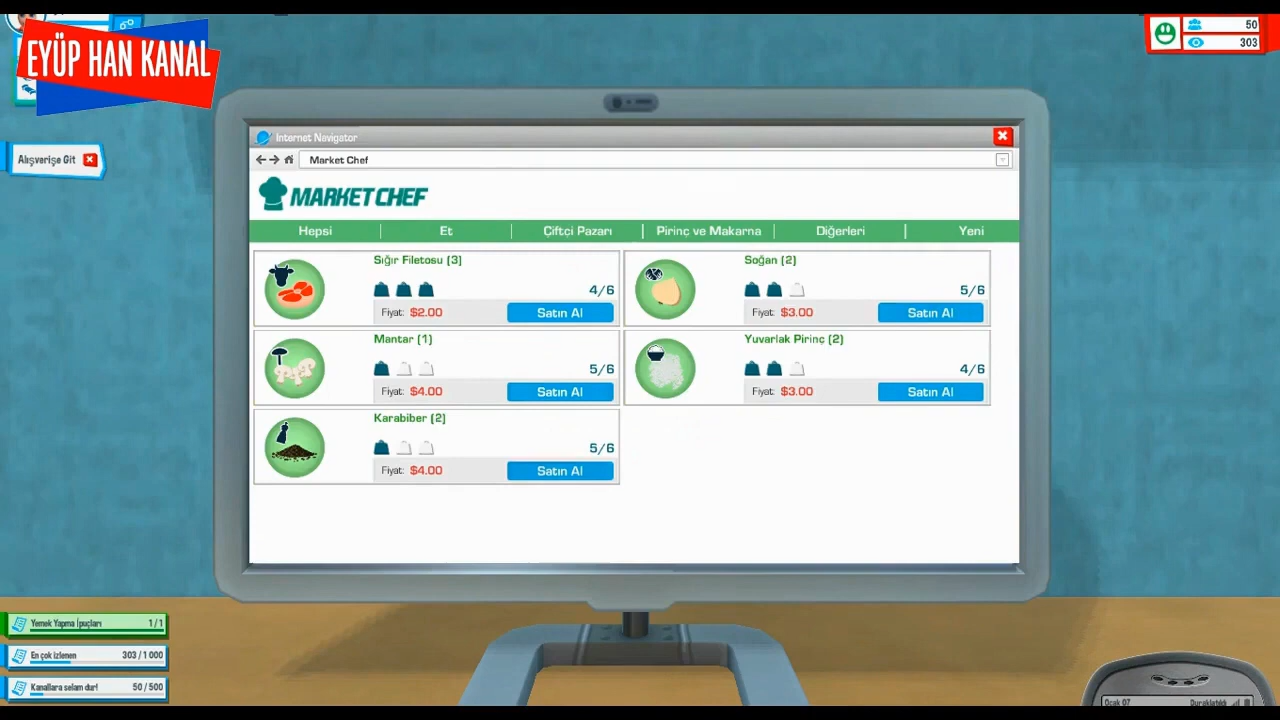 EYÜP HAN KANAL
50
303
Alışverişe Git
Internet Navigator
Market Chef
MARKET CHEF
Hepsi
Et
Çiftçi Pazarı
Pirinç ve Makarna
Diğerleri
Yeni
Sığır Filetosu (3)
4/6
Fiyat: $2.00
Satın Al
Soğan (2)
5/6
Fiyat: $3.00
Satın Al
Mantar (1)
5/6
Fiyat: $4.00
Satın Al
Yuvarlak Pirinç (2)
4/6
Fiyat: $3.00
Satın Al
Karabiber (2)
5/6
Fiyat: $4.00
Satın Al
Yemek Yapma İpuçları 1/1
En çok izlenen 303/1 000
Kanallara selam dur! 50/500
Ocak 07 Duraklatıldı